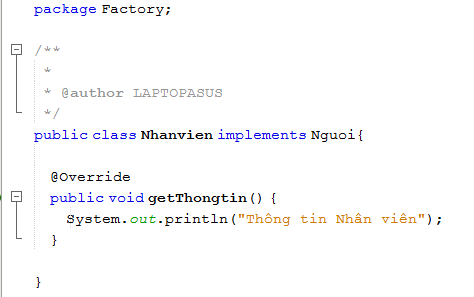 package Factory;
/**
 *
 * @author LAPTOPASUS
 */
public class Nhanvien implements Nguoi{
@Override
public void getThongtin() {
System.out.println("Thông tin Nhân viên");
}
}